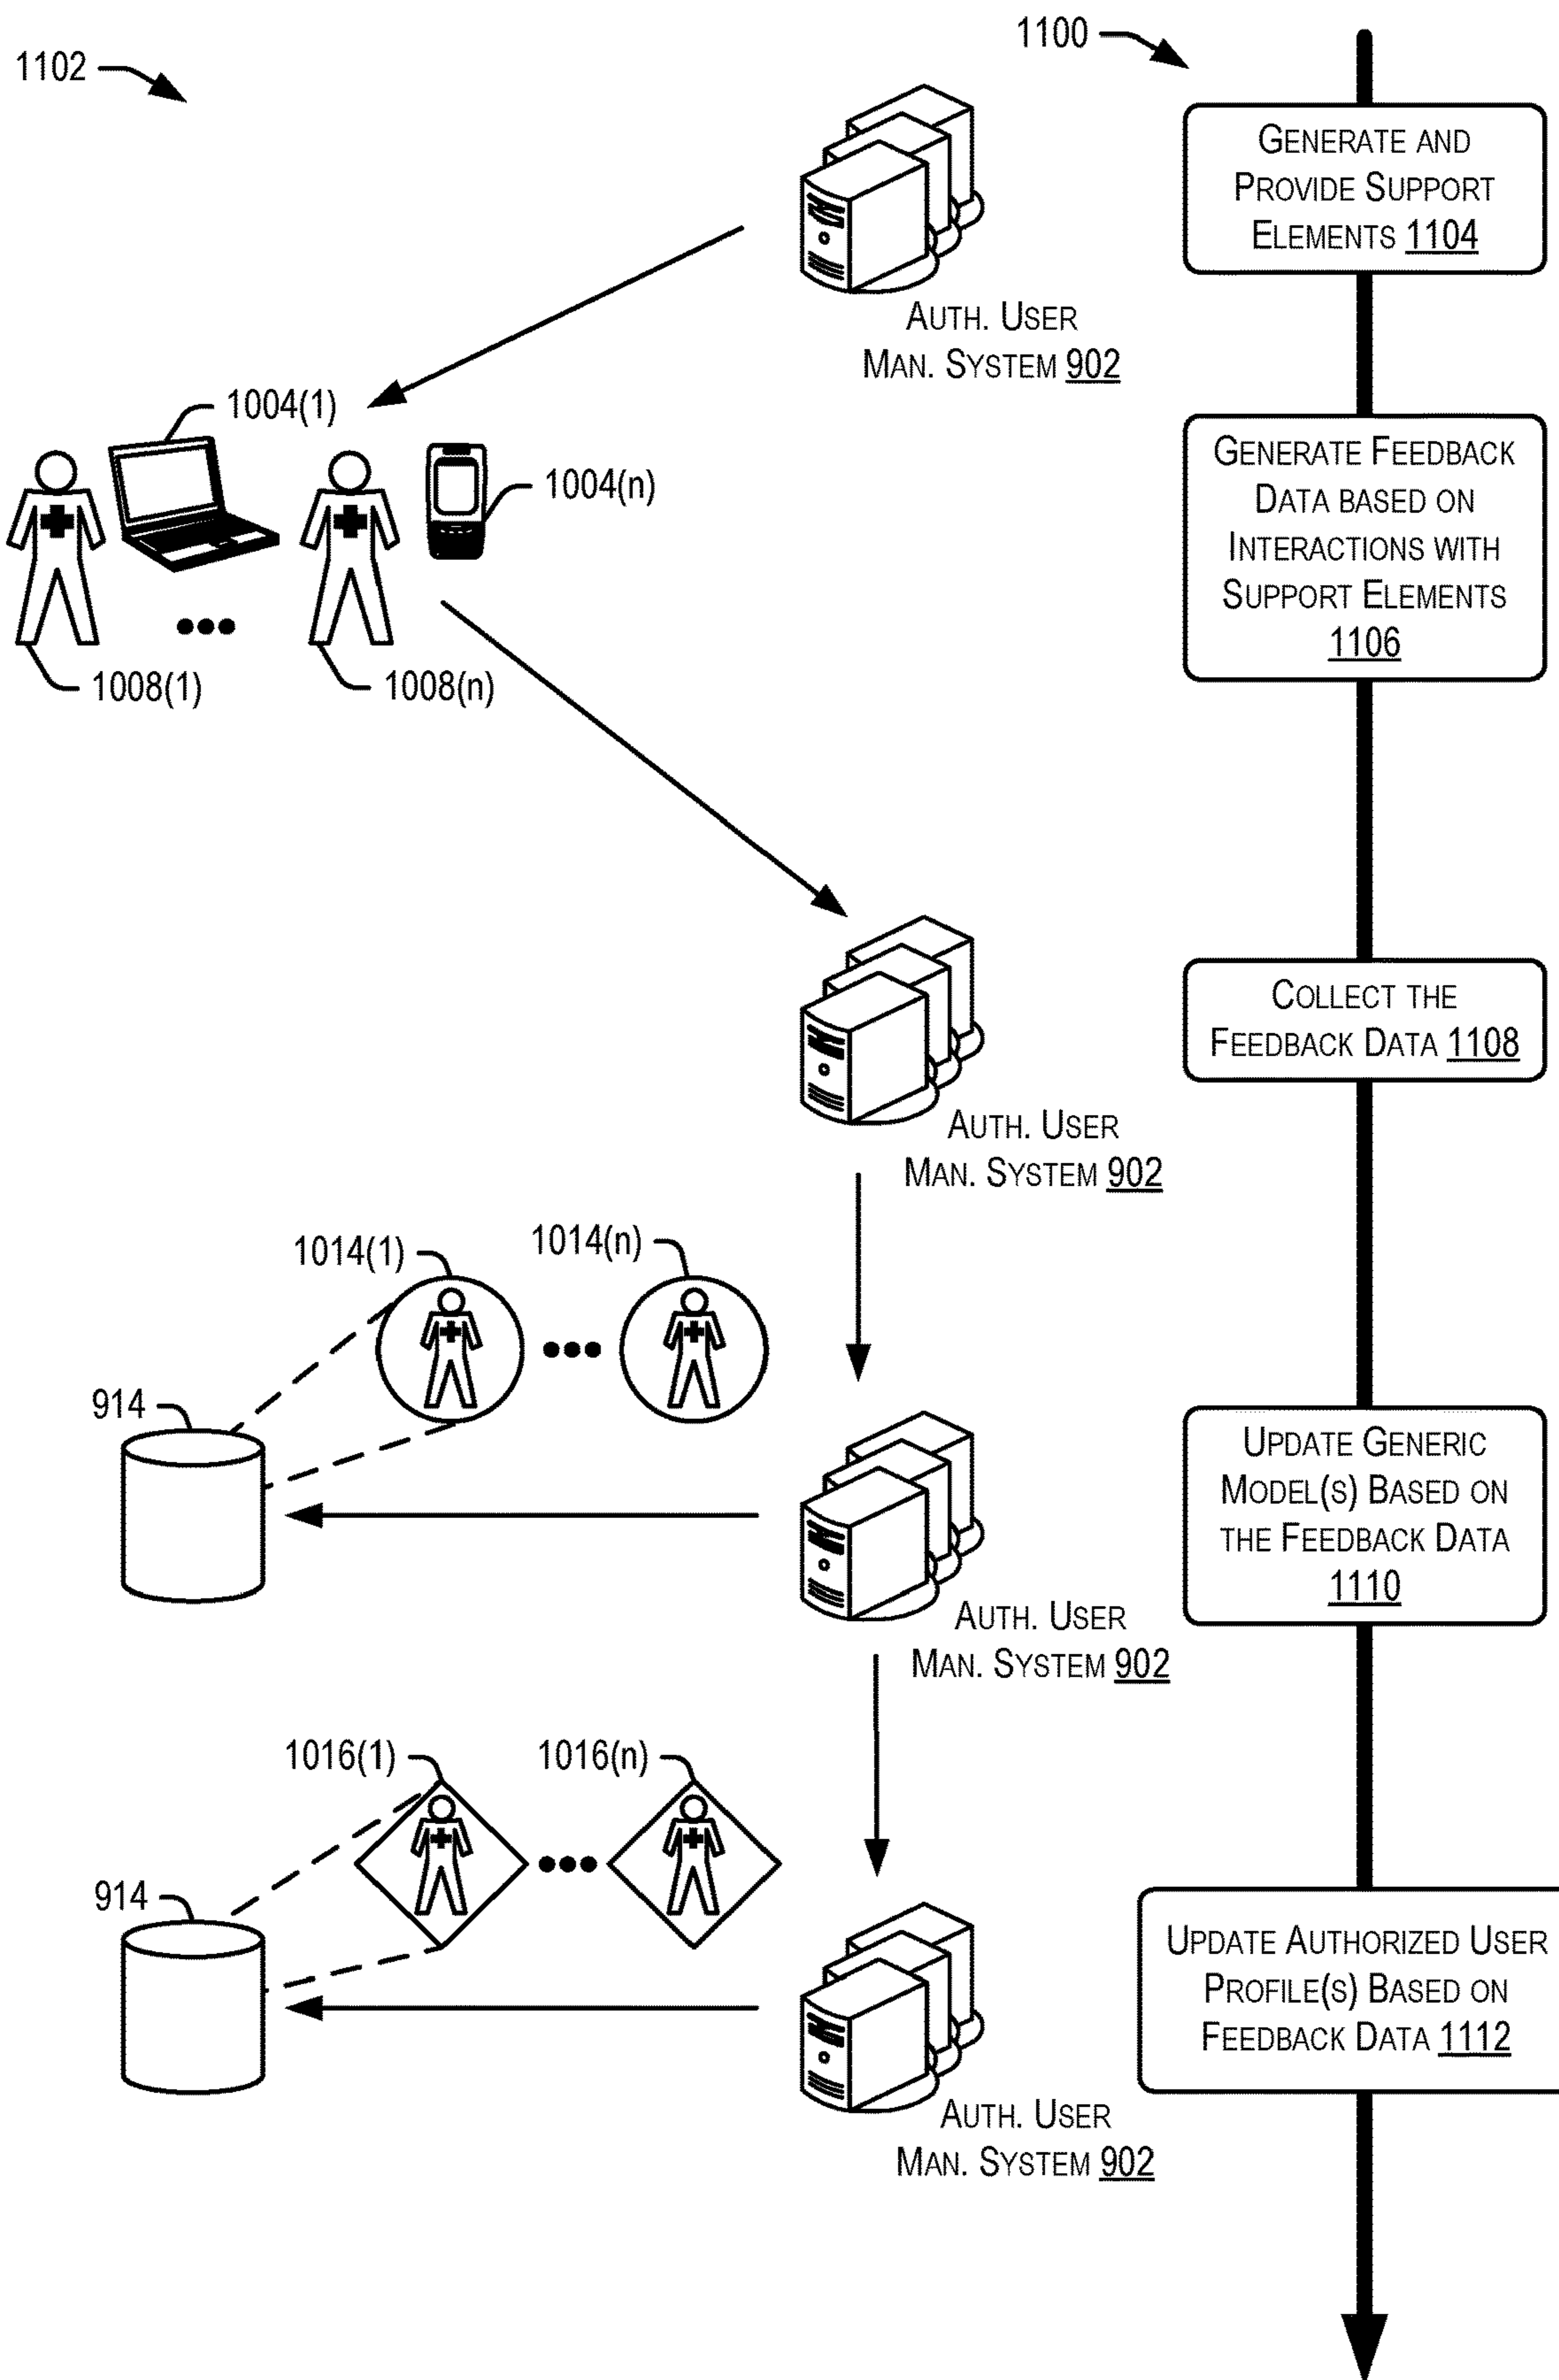 1102
1100
GENERATE AND
PROVIDE SUPPORT
ELEMENTS 1104
AUTH. USER
MAN. SYSTEM 902
1004(1)
1004(n)
1008(1)
1008(n)
GENERATE FEEDBACK
DATA BASED ON
INTERACTIONS WITH
SUPPORT ELEMENTS
1106
COLLECT THE
FEEDBACK DATA 1108
AUTH. USER
MAN. SYSTEM 902
1014(1)
1014(n)
914
UPDATE GENERIC
MODEL(S) BASED ON
THE FEEDBACK DATA
1110
AUTH. USER
MAN. SYSTEM 902
1016(1)
1016(n)
914
UPDATE AUTHORIZED USER
PROFILE(S) BASED ON
FEEDBACK DATA 1112
AUTH. USER
MAN. SYSTEM 902